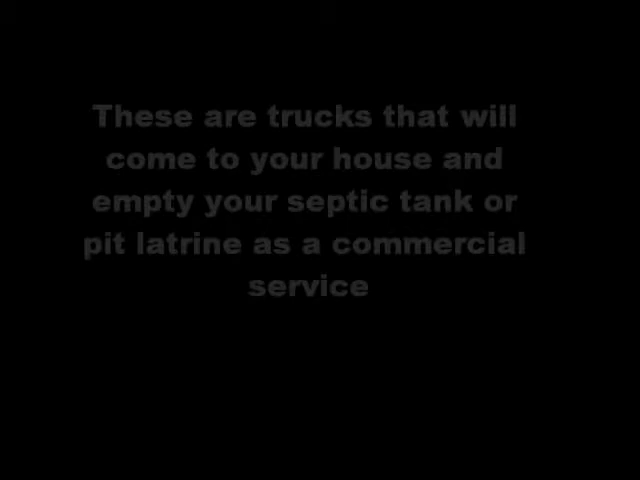 These are trucks that will
come to your house and
empty your septic tank or
pit latrine as a commercial
service